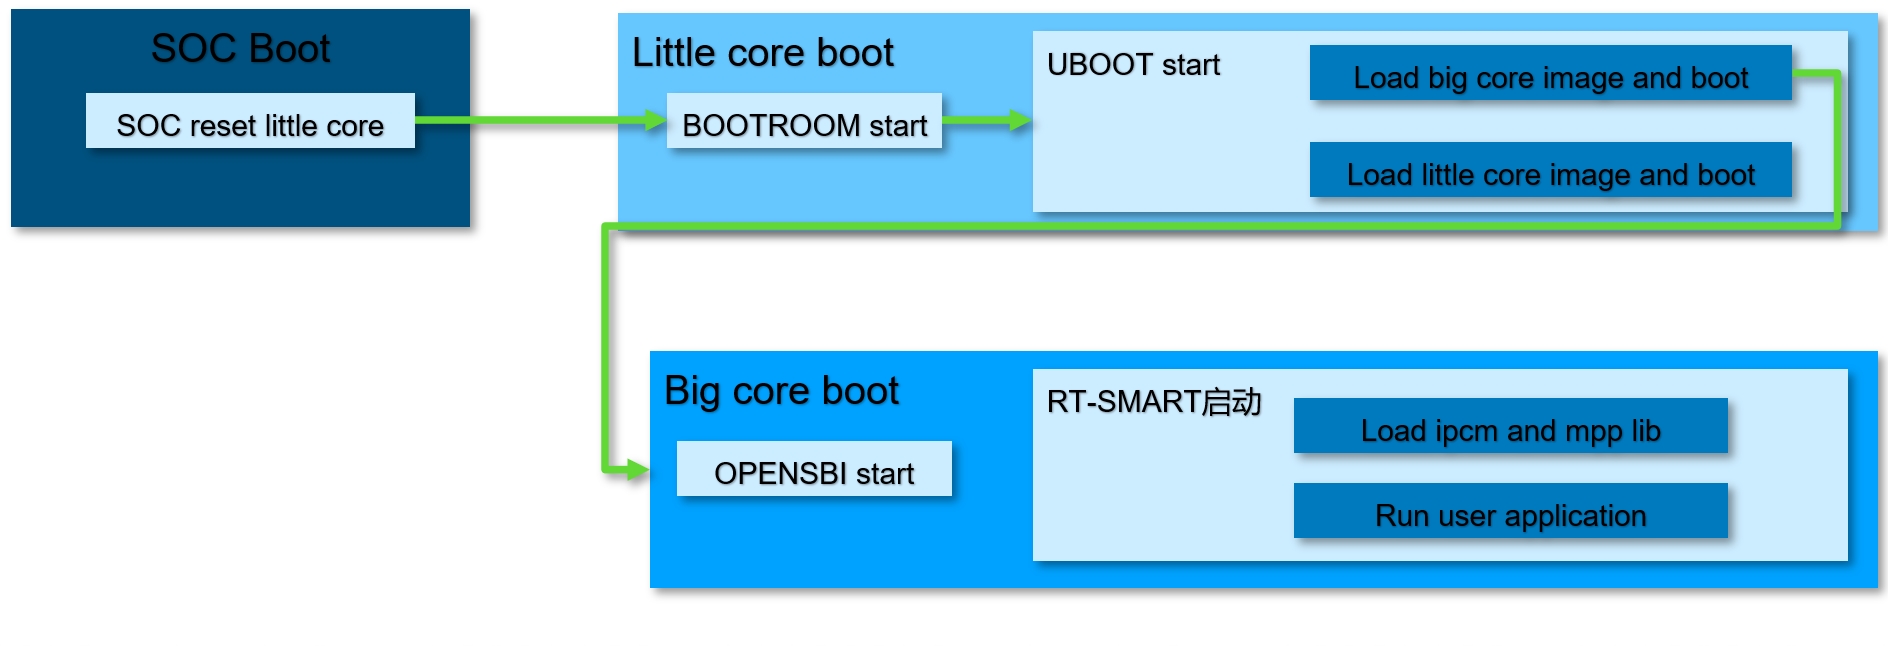 SOC Boot
SOC reset little core
Little core boot
BOOTROOM start
UBOOT start
Load big core image and boot
Load little core image and boot
Big core boot
OPENSBI start
RT-SMART启动
Load ipcm and mpp lib
Run user application